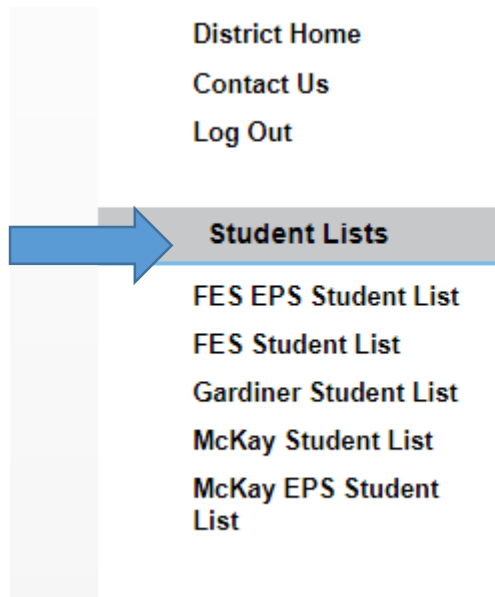 District Home
Contact Us
Log Out
Student Lists
FES EPS Student List
FES Student List
Gardiner Student List
McKay Student List
McKay EPS Student
List